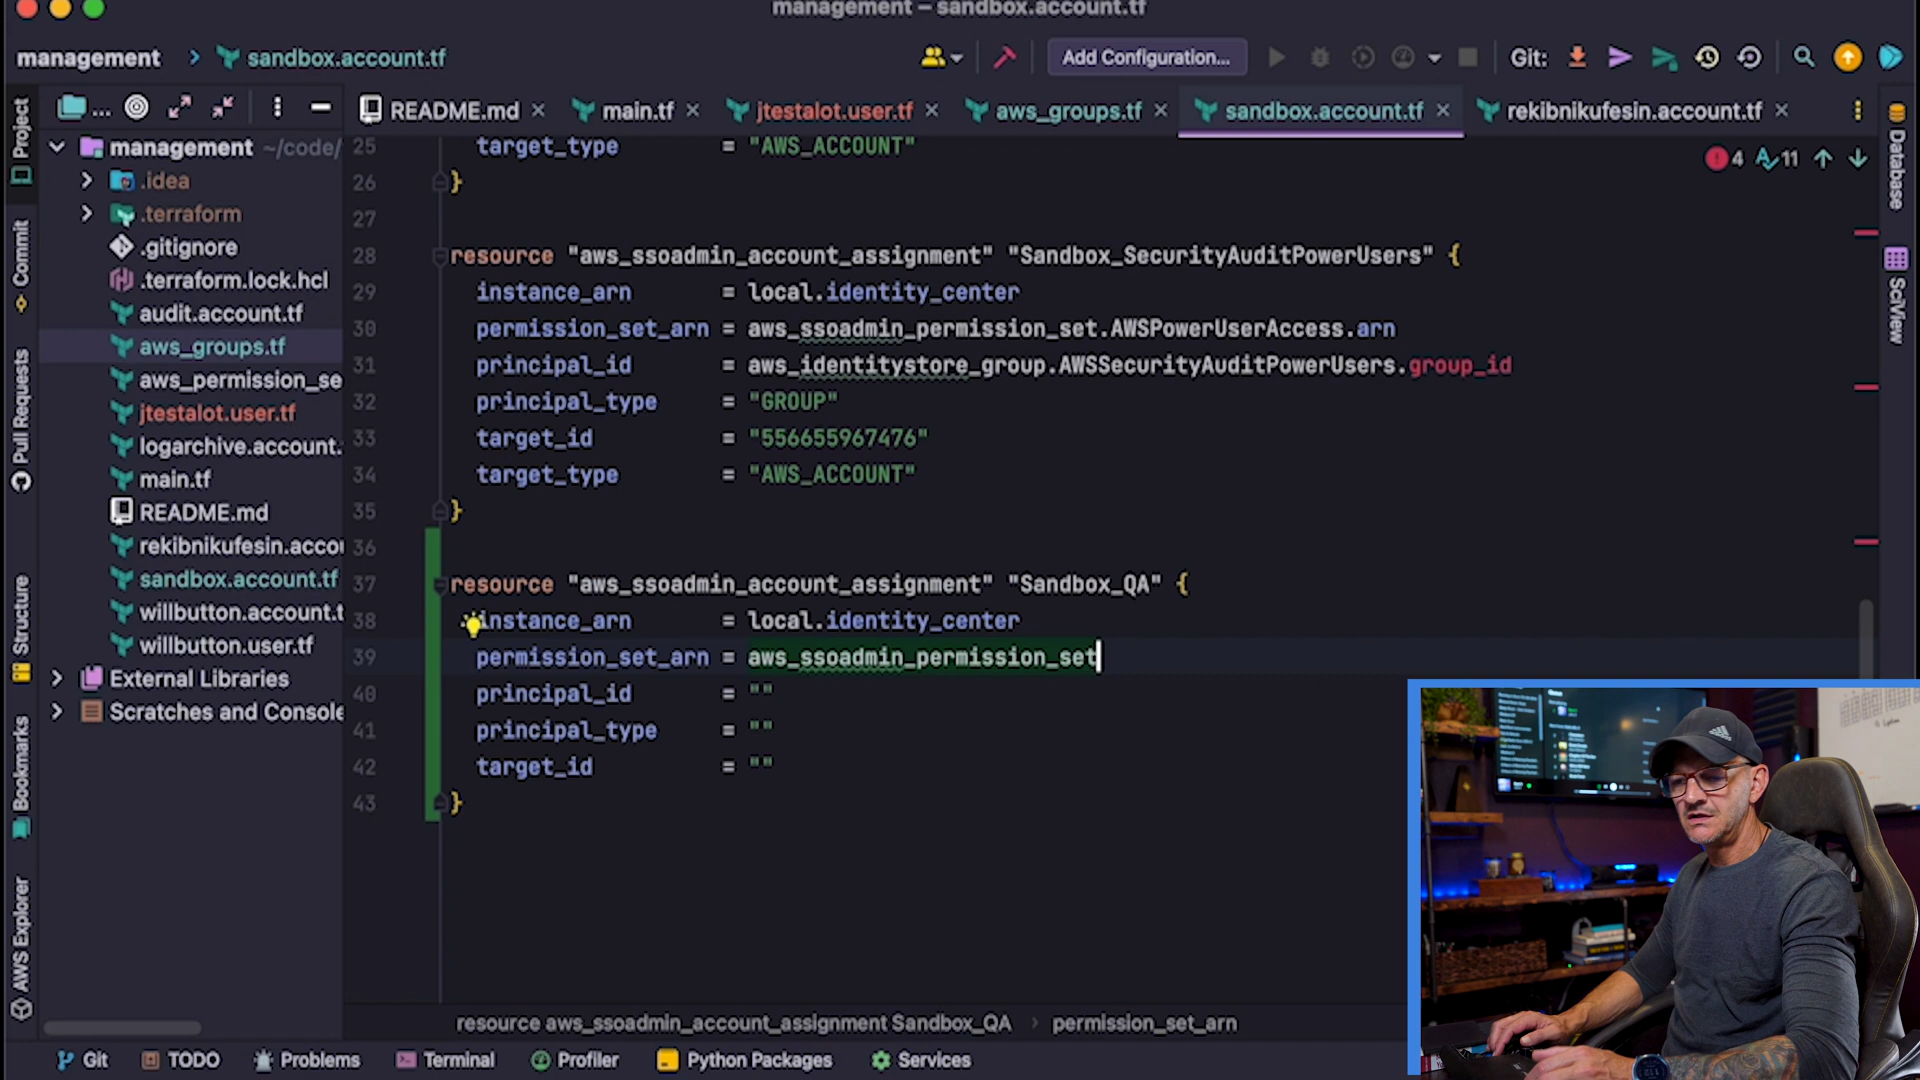 management – sandbox.account.tf
management › sandbox.account.tf
Add Configuration...
Git:
Project
...
README.md
main.tf
jtestalot.user.tf
aws_groups.tf
sandbox.account.tf
rekibnikufesin.account.tf
management ~/code/
.idea
.terraform
.gitignore
.terraform.lock.hcl
audit.account.tf
aws_groups.tf
aws_permission_se
jtestalot.user.tf
logarchive.account.
main.tf
README.md
rekibnikufesin.accou
sandbox.account.tf
willbutton.account.t
willbutton.user.tf
External Libraries
Scratches and Console
Commit
Pull Requests
Structure
Bookmarks
AWS Explorer
4 11
25 target_type = "AWS_ACCOUNT"
26 }
27
28 resource "aws_ssoadmin_account_assignment" "Sandbox_SecurityAuditPowerUsers" {
29 instance_arn = local.identity_center
30 permission_set_arn = aws_ssoadmin_permission_set.AWSPowerUserAccess.arn
31 principal_id = aws_identitystore_group.AWSSecurityAuditPowerUsers.group_id
32 principal_type = "GROUP"
33 target_id = "556655967476"
34 target_type = "AWS_ACCOUNT"
35 }
36
37 resource "aws_ssoadmin_account_assignment" "Sandbox_QA" {
38 instance_arn = local.identity_center
39 permission_set_arn = aws_ssoadmin_permission_set
40 principal_id = ""
41 principal_type = ""
42 target_id = ""
43 }
Database
SciView
resource aws_ssoadmin_account_assignment Sandbox_QA › permission_set_arn
Git
TODO
Problems
Terminal
Profiler
Python Packages
Services